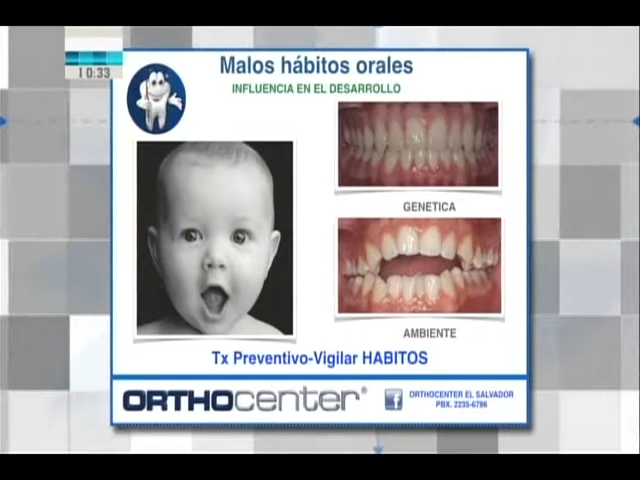 10:33
Malos hábitos orales
INFLUENCIA EN EL DESARROLLO
GENETICA
AMBIENTE
Tx Preventivo-Vigilar HABITOS
ORTHOcenter®
f
ORTHOCENTER EL SALVADOR
PBX. 2235-6786